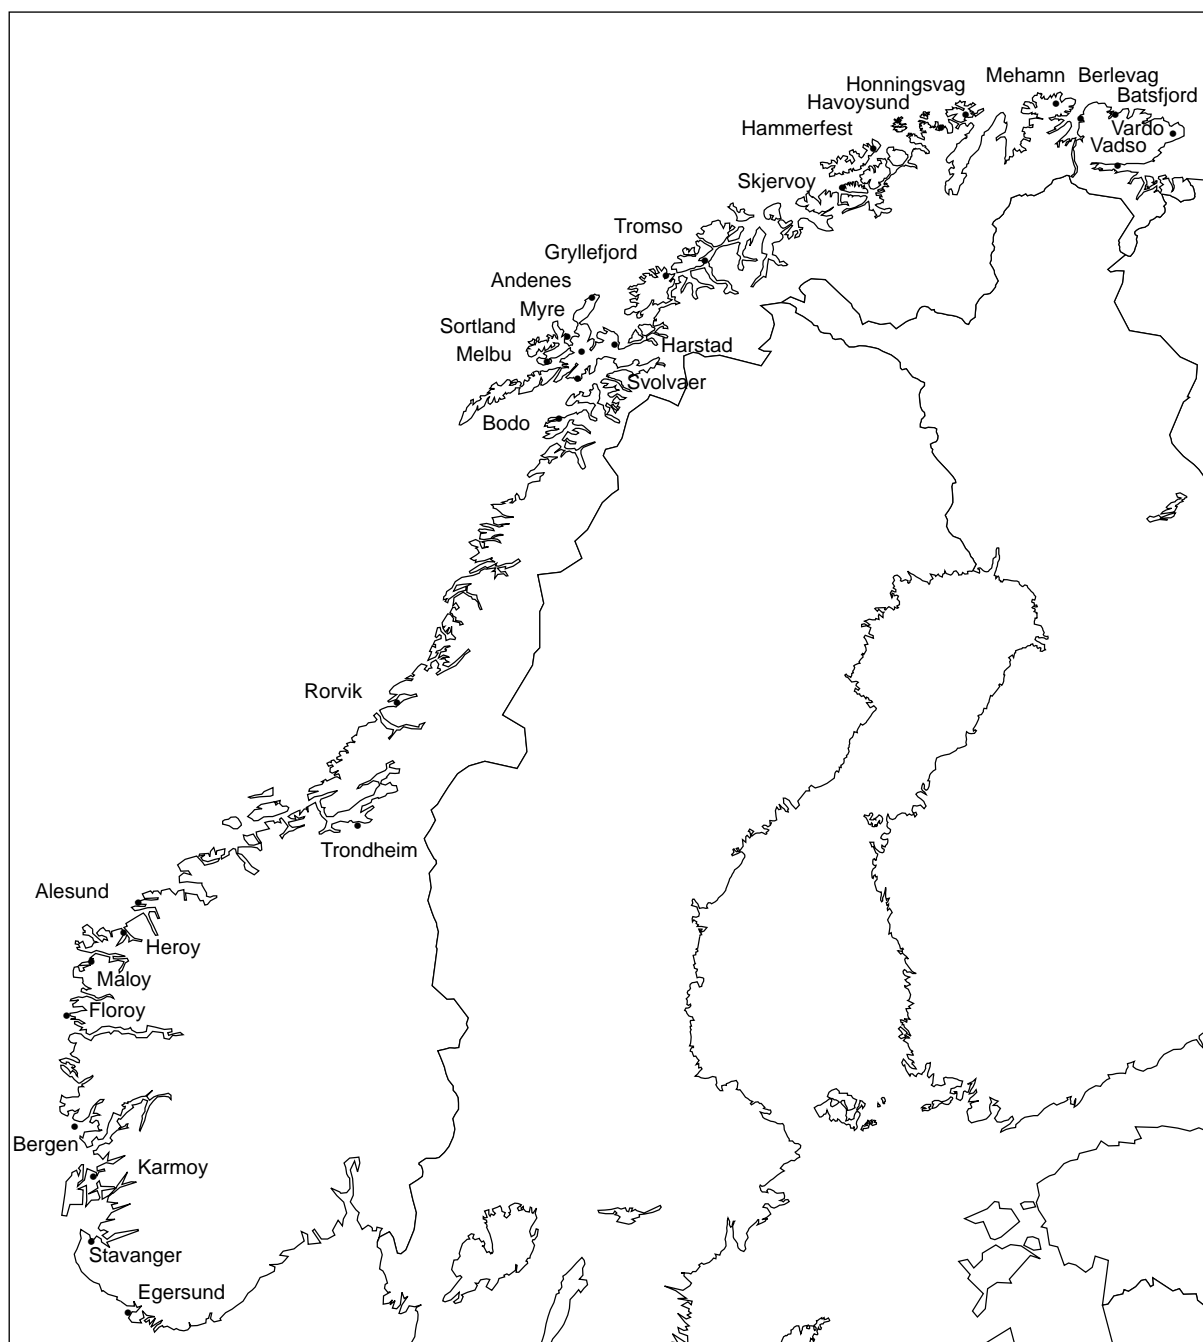 Mehamn Berlevag
Honningsvag
Batsfjord
Havoysund
Hammerfest
Vardo
Vadso
Skjervoy
Tromso
Gryllefjord
Andenes
Myre
Sortland
Harstad
Melbu
Svolvaer
Bodo
Rorvik
Trondheim
Alesund
Heroy
Maloy
Floroy
Bergen
Karmoy
Stavanger
Egersund